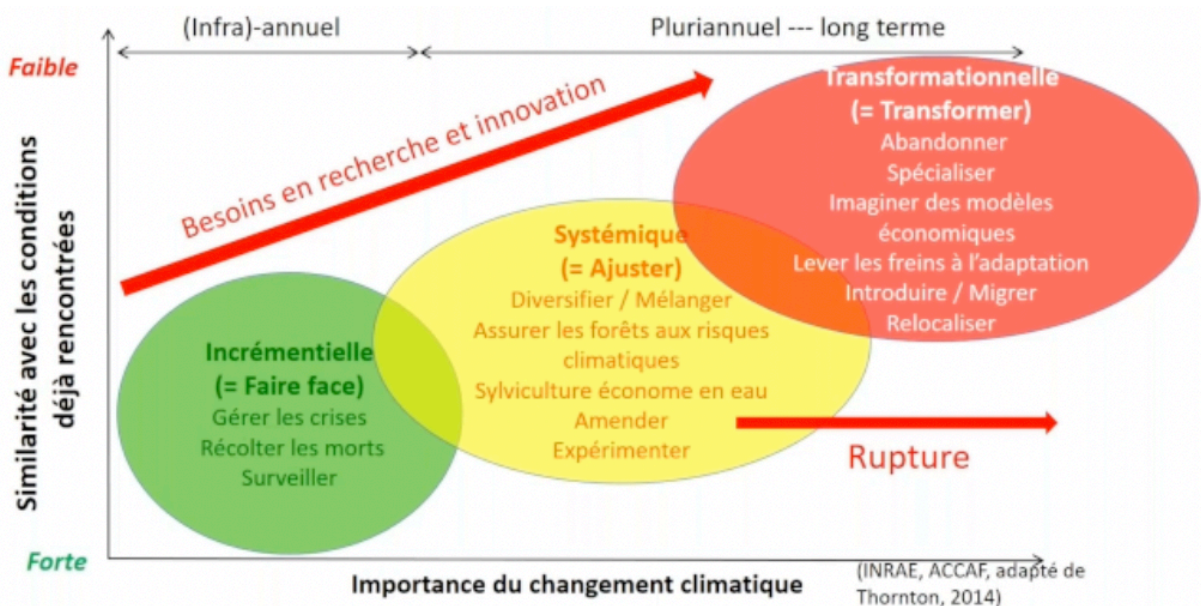 (Infra)-annuel
Pluriannuel --- long terme
Faible
Similarité avec les conditions
déjà rencontrées
Forte
Besoins en recherche et innovation
Incrémentielle
(= Faire face)
Gérer les crises
Récolter les morts
Surveiller
Systémique
(= Ajuster)
Diversifier / Mélanger
Assurer les forêts aux risques
climatiques
Sylviculture économe en eau
Amender
Expérimenter
Transformationnelle
(= Transformer)
Abandonner
Spécialiser
Imaginer des modèles
économiques
Lever les freins à l'adaptation
Introduire / Migrer
Relocaliser
Rupture
Importance du changement climatique
(INRAE, ACCAF, adapté de
Thornton, 2014)